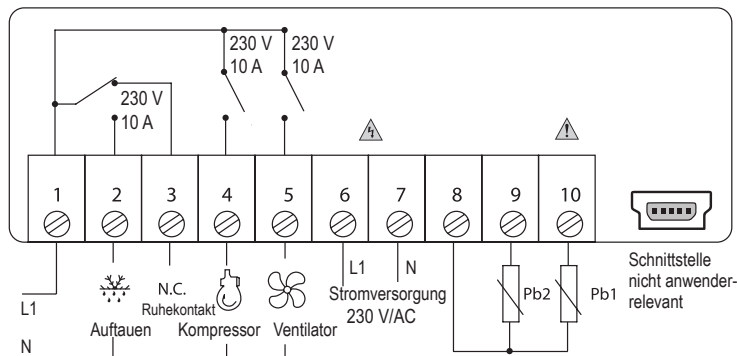 230 V 230 V
10 A 10 A
230 V
10 A
1 2 3 4 5 6 7 8 9 10
L1 N
N.C.
Ruhekontakt
Auftauen Kompressor Ventilator
Stromversorgung
230 V/AC
Pb2 Pb1
Schnittstelle
nicht anwender-
relevant
L1
N